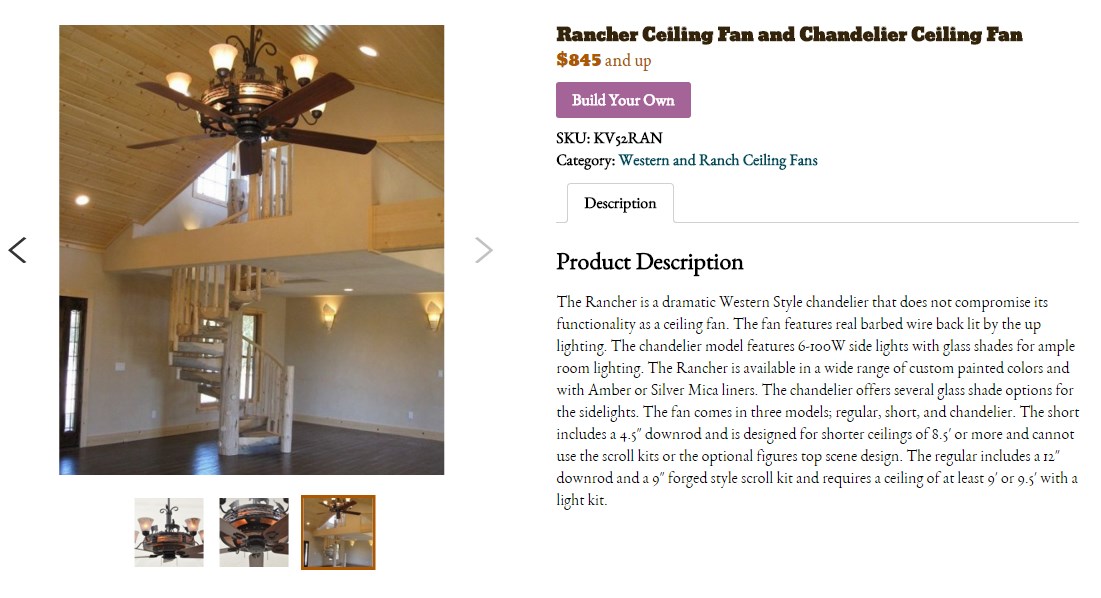 Rancher Ceiling Fan and Chandelier Ceiling Fan
$845 and up
Build Your Own
SKU: KV52RAN
Category: Western and Ranch Ceiling Fans
Description
Product Description
The Rancher is a dramatic Western Style chandelier that does not compromise its
functionality as a ceiling fan. The fan features real barbed wire back lit by the up
lighting. The chandelier model features 6-100W side lights with glass shades for ample
room lighting. The Rancher is available in a wide range of custom painted colors and
with Amber or Silver Mica liners. The chandelier offers several glass shade options for
the sidelights. The fan comes in three models; regular, short, and chandelier. The short
includes a 4.5″ downrod and is designed for shorter ceilings of 8.5′ or more and cannot
use the scroll kits or the optional figures top scene design. The regular includes a 12″
downrod and a 9″ forged style scroll kit and requires a ceiling of at least 9′ or 9.5′ with a
light kit.